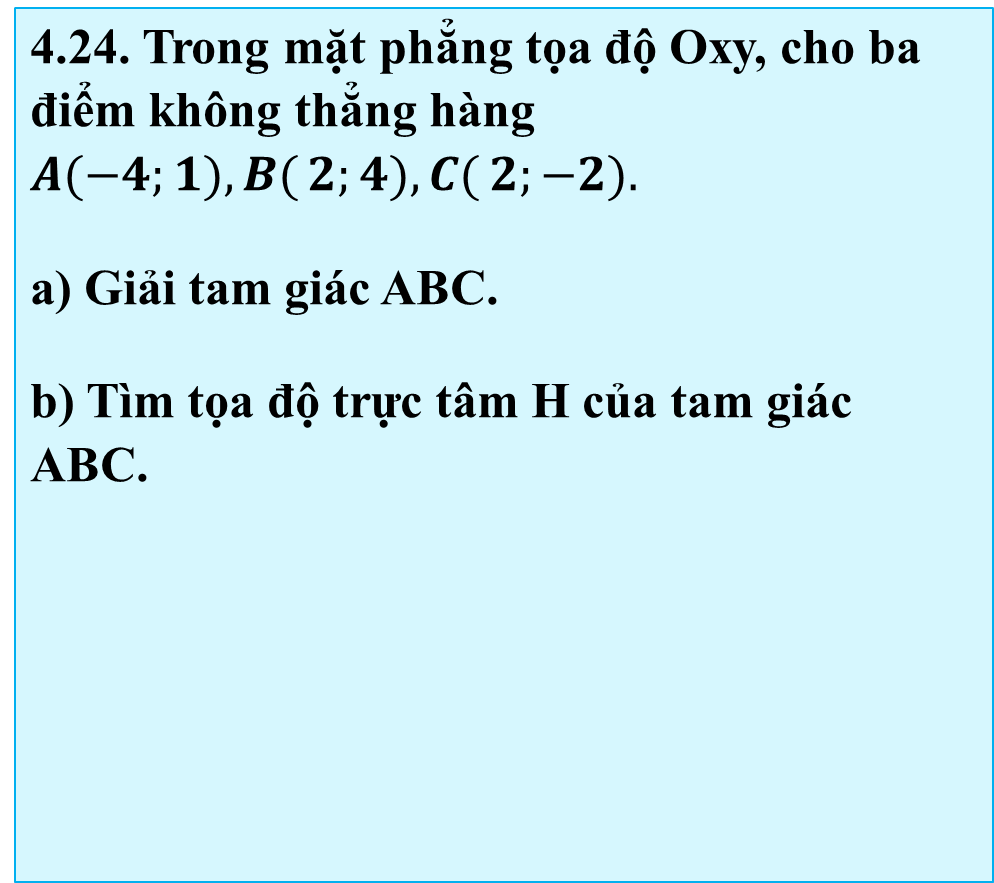 4.24. Trong mặt phẳng tọa độ Oxy, cho ba
điểm không thẳng hàng
A(−4; 1), B( 2; 4), C( 2; −2).
a) Giải tam giác ABC.
b) Tìm tọa độ trực tâm H của tam giác
ABC.